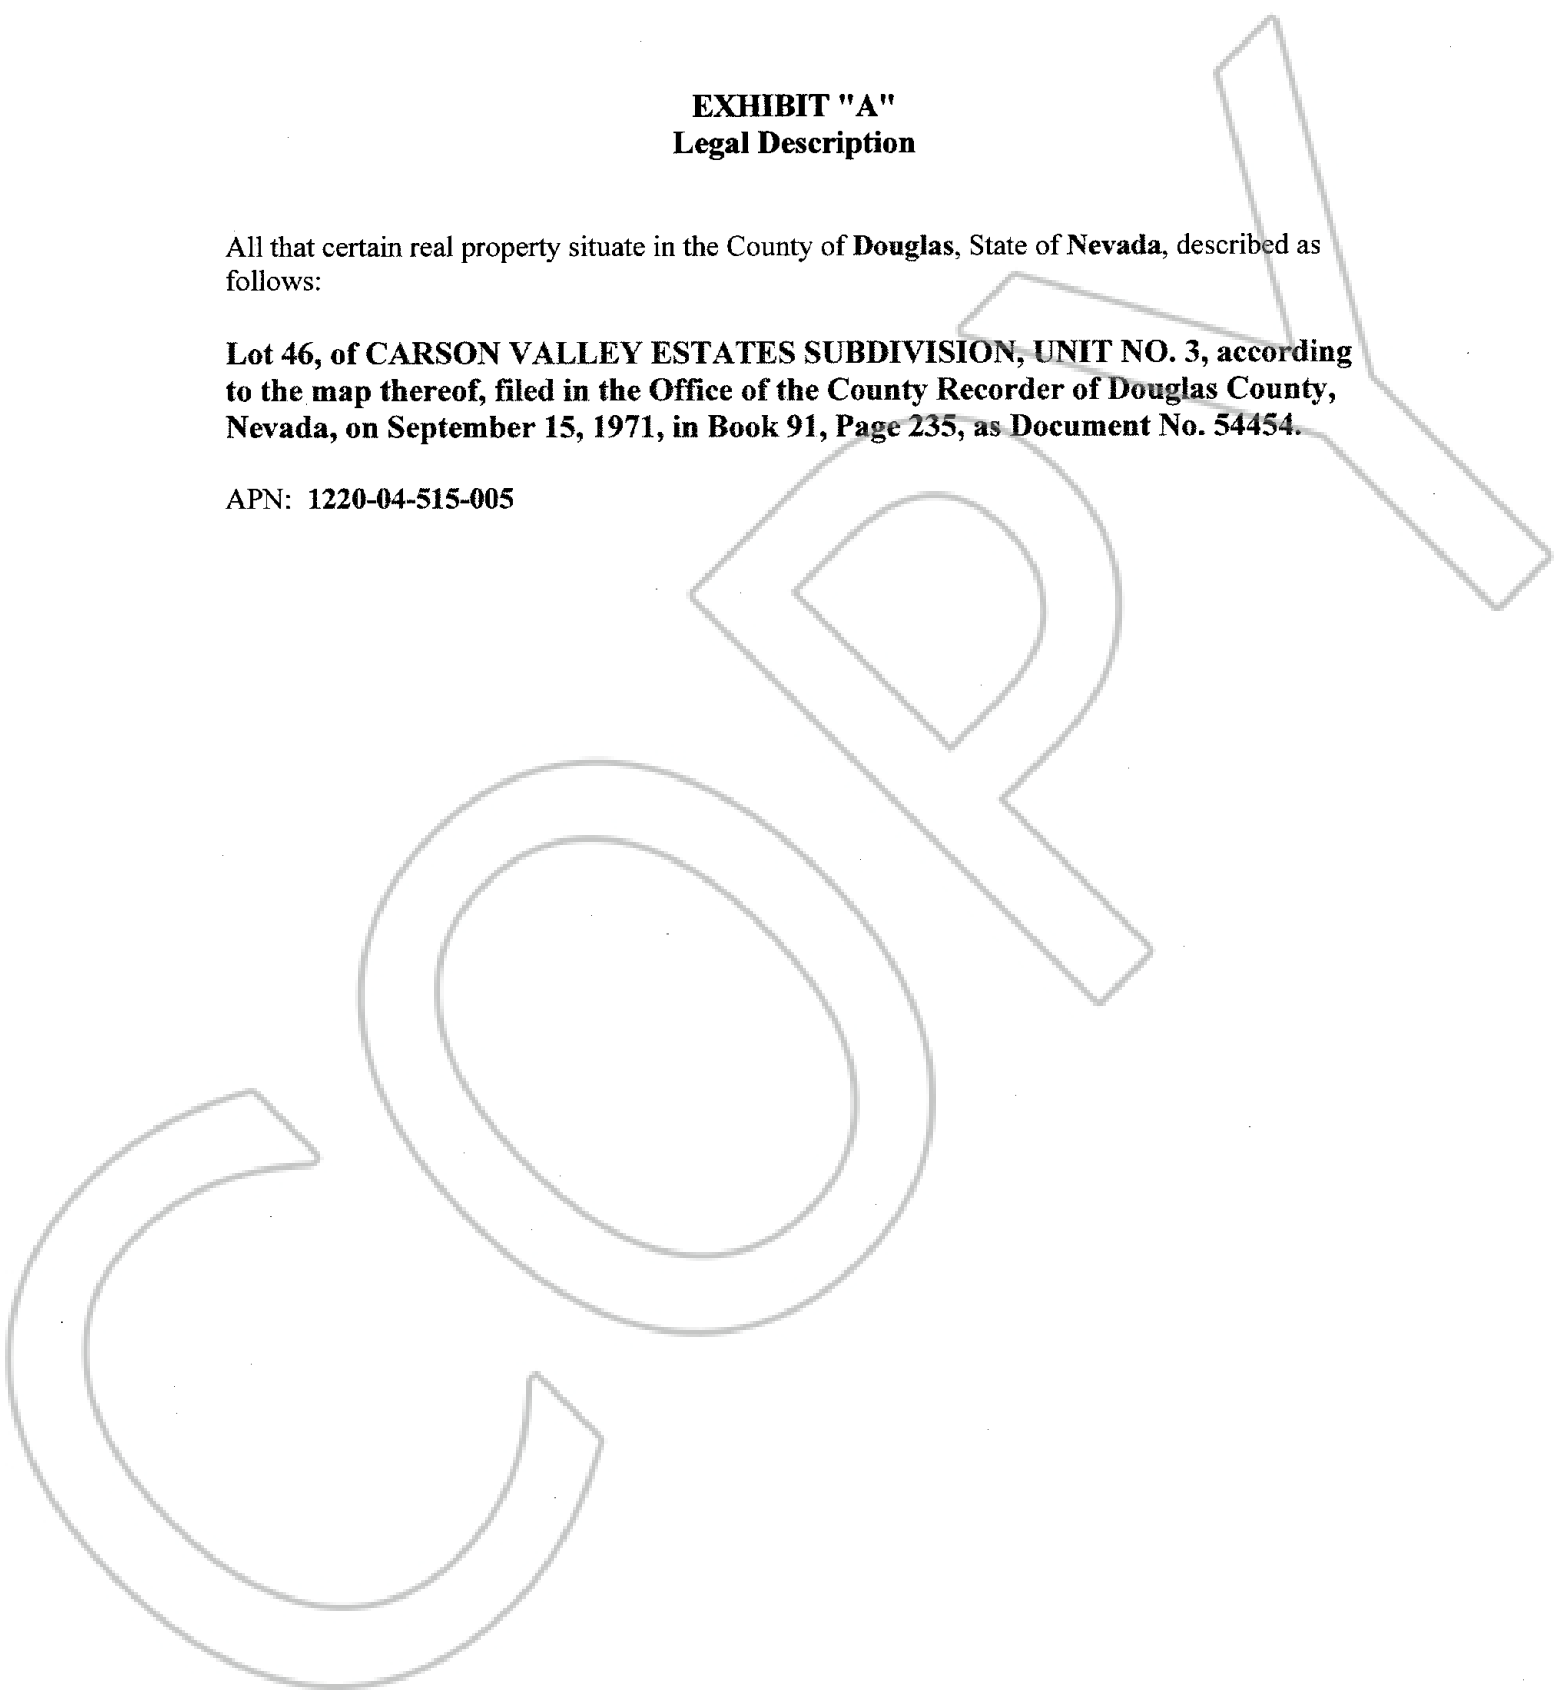 EXHIBIT "A"
Legal Description
All that certain real property situate in the County of Douglas, State of Nevada, described as
follows:
Lot 46, of CARSON VALLEY ESTATES SUBDIVISION, UNIT NO. 3, according
to the map thereof, filed in the Office of the County Recorder of Douglas County,
Nevada, on September 15, 1971, in Book 91, Page 235, as Document No. 54454.
APN: 1220-04-515-005
COPY